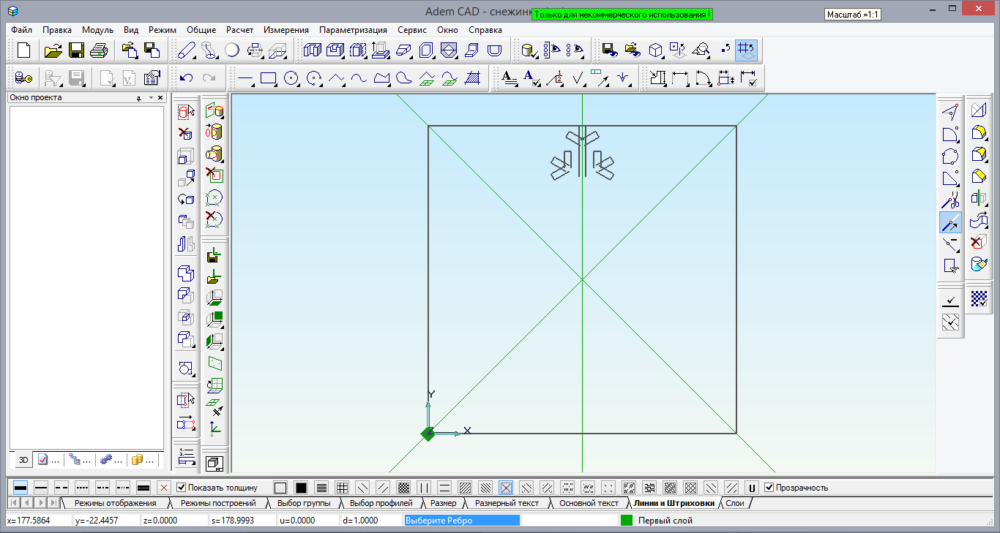 Adem CAD - снежинк
Только для некоммерческого использования !
Масштаб =1:1
Файл Правка Модуль Вид Режим Общие Расчет Измерения Параметризация Сервис Окно Справка
Окно проекта
Y
Z
X
3D ... ... ... ...
Показать толщину
U
Прозрачность
Режимы отображения Режимы построений Выбор группы Выбор профилей Размер Размерный текст Основной текст Линии и Штриховки Слои
x=177.5864 y=-22.4457 z=0.0000 s=178.9993 u=0.0000 d=1.0000 Выберите Ребро Первый слой